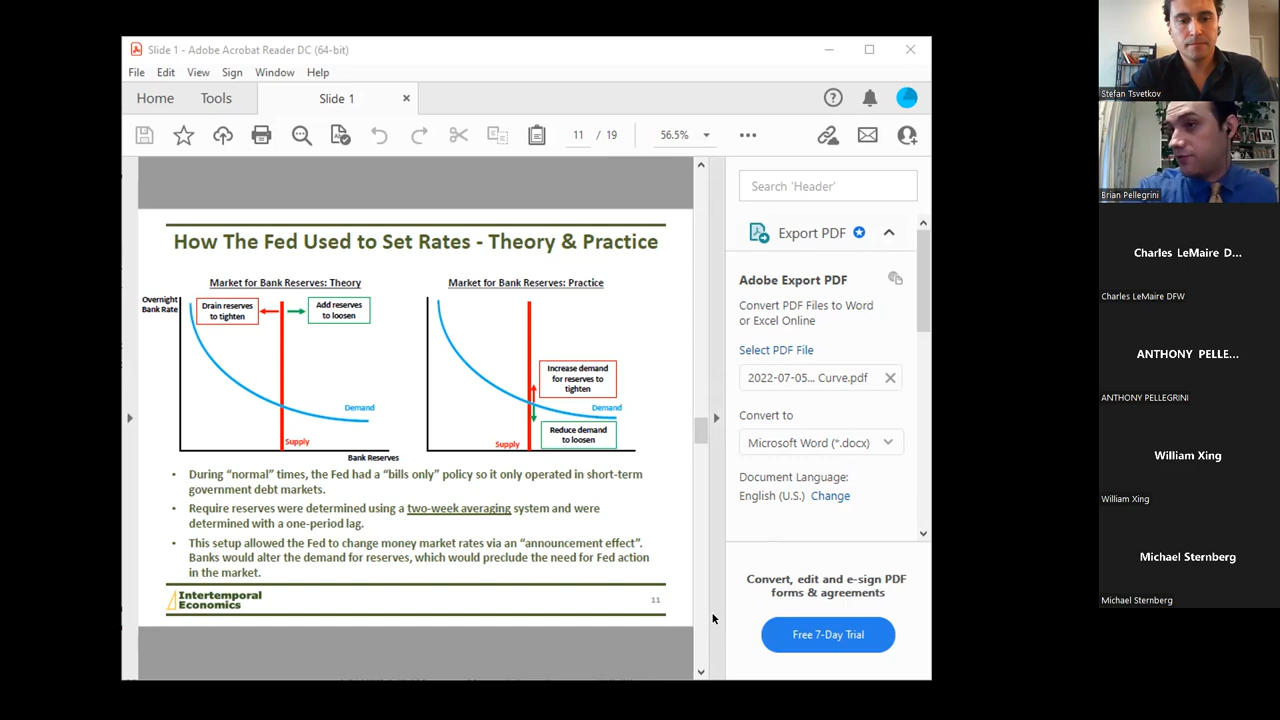 Slide 1 - Adobe Acrobat Reader DC (64-bit)
File Edit View Sign Window Help
Home Tools Slide 1
11 / 19 56.5%
How The Fed Used to Set Rates - Theory & Practice
Market for Bank Reserves: Theory
Overnight
Bank Rate
Drain reserves
to tighten
Add reserves
to loosen
Demand
Supply
Bank Reserves
Market for Bank Reserves: Practice
Increase demand
for reserves to
tighten
Demand
Reduce demand
to loosen
Supply
• During “normal” times, the Fed had a “bills only” policy so it only operated in short-term
government debt markets.
• Require reserves were determined using a two-week averaging system and were
determined with a one-period lag.
• This setup allowed the Fed to change money market rates via an “announcement effect”.
Banks would alter the demand for reserves, which would preclude the need for Fed action
in the market.
Intertemporal
Economics
11
Search 'Header'
Export PDF
Adobe Export PDF
Convert PDF Files to Word
or Excel Online
Select PDF File
2022-07-05... Curve.pdf
Convert to
Microsoft Word (*.docx)
Document Language:
English (U.S.) Change
Convert, edit and e-sign PDF
forms & agreements
Free 7-Day Trial
Stefan Tsvetkov
Brian Pellegrini
Charles LeMaire D...
Charles LeMaire DFW
ANTHONY PELLE...
ANTHONY PELLEGRINI
William Xing
William Xing
Michael Sternberg
Michael Sternberg